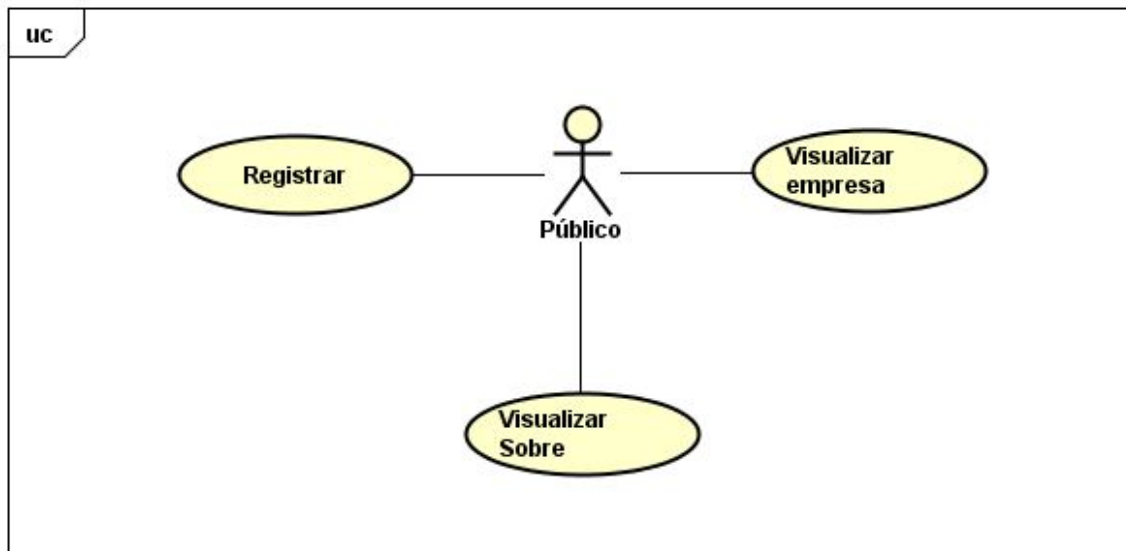 uc
Registrar
Público
Visualizar
empresa
Visualizar
Sobre